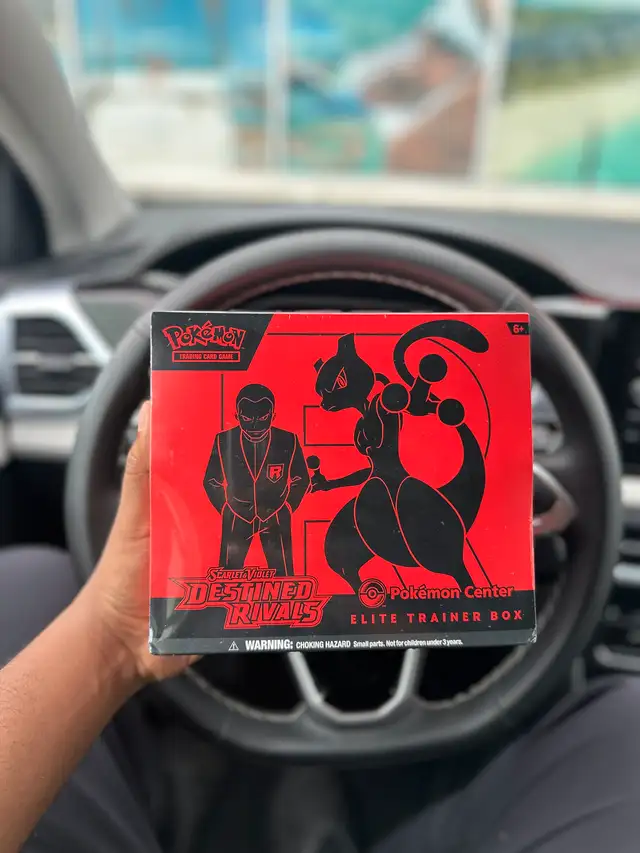 Pokémon
TRADING CARD GAME
6+
R
SCARLET & VIOLET
DESTINED
RIVALS
Pokémon Center
ELITE TRAINER BOX
⚠ WARNING: CHOKING HAZARD Small parts. Not for children under 3 years.